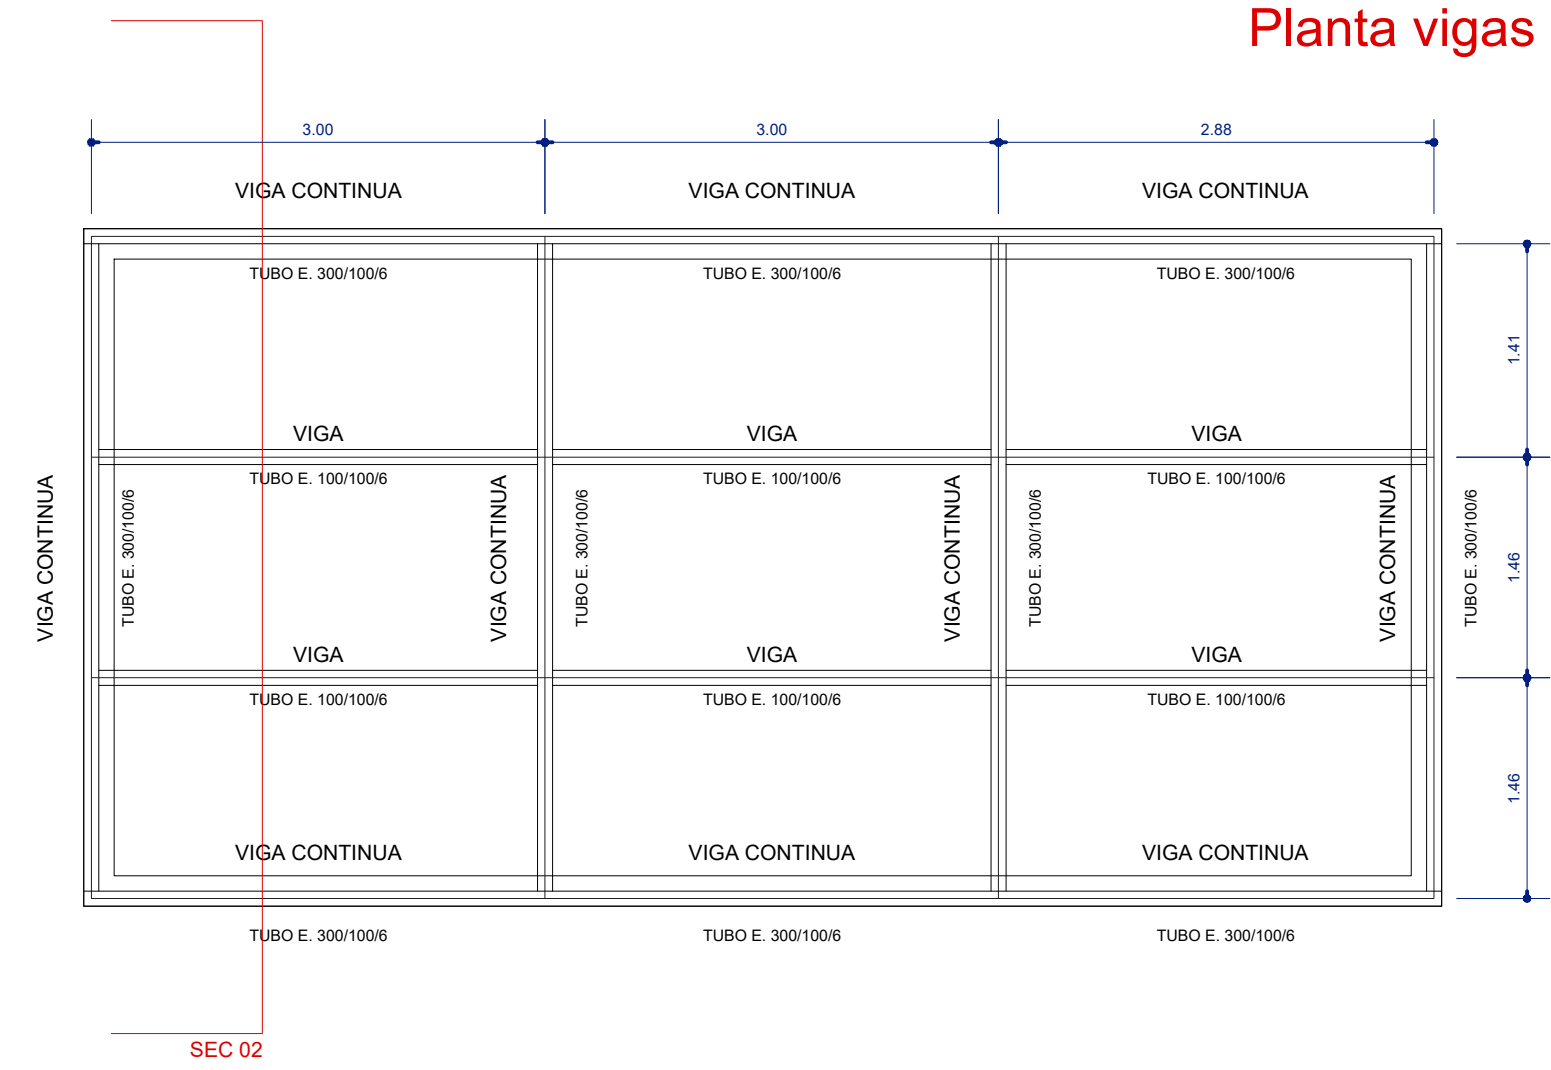 Planta vigas
3.00
3.00
2.88
VIGA CONTINUA
VIGA CONTINUA
VIGA CONTINUA
TUBO E. 300/100/6
TUBO E. 300/100/6
TUBO E. 300/100/6
1.41
VIGA
VIGA
VIGA
TUBO E. 100/100/6
TUBO E. 100/100/6
TUBO E. 100/100/6
VIGA CONTINUA
TUBO E. 300/100/6
VIGA CONTINUA
TUBO E. 300/100/6
VIGA CONTINUA
TUBO E. 300/100/6
VIGA CONTINUA
TUBO E. 300/100/6
1.46
VIGA
VIGA
VIGA
TUBO E. 100/100/6
TUBO E. 100/100/6
TUBO E. 100/100/6
1.46
VIGA CONTINUA
VIGA CONTINUA
VIGA CONTINUA
TUBO E. 300/100/6
TUBO E. 300/100/6
TUBO E. 300/100/6
SEC 02